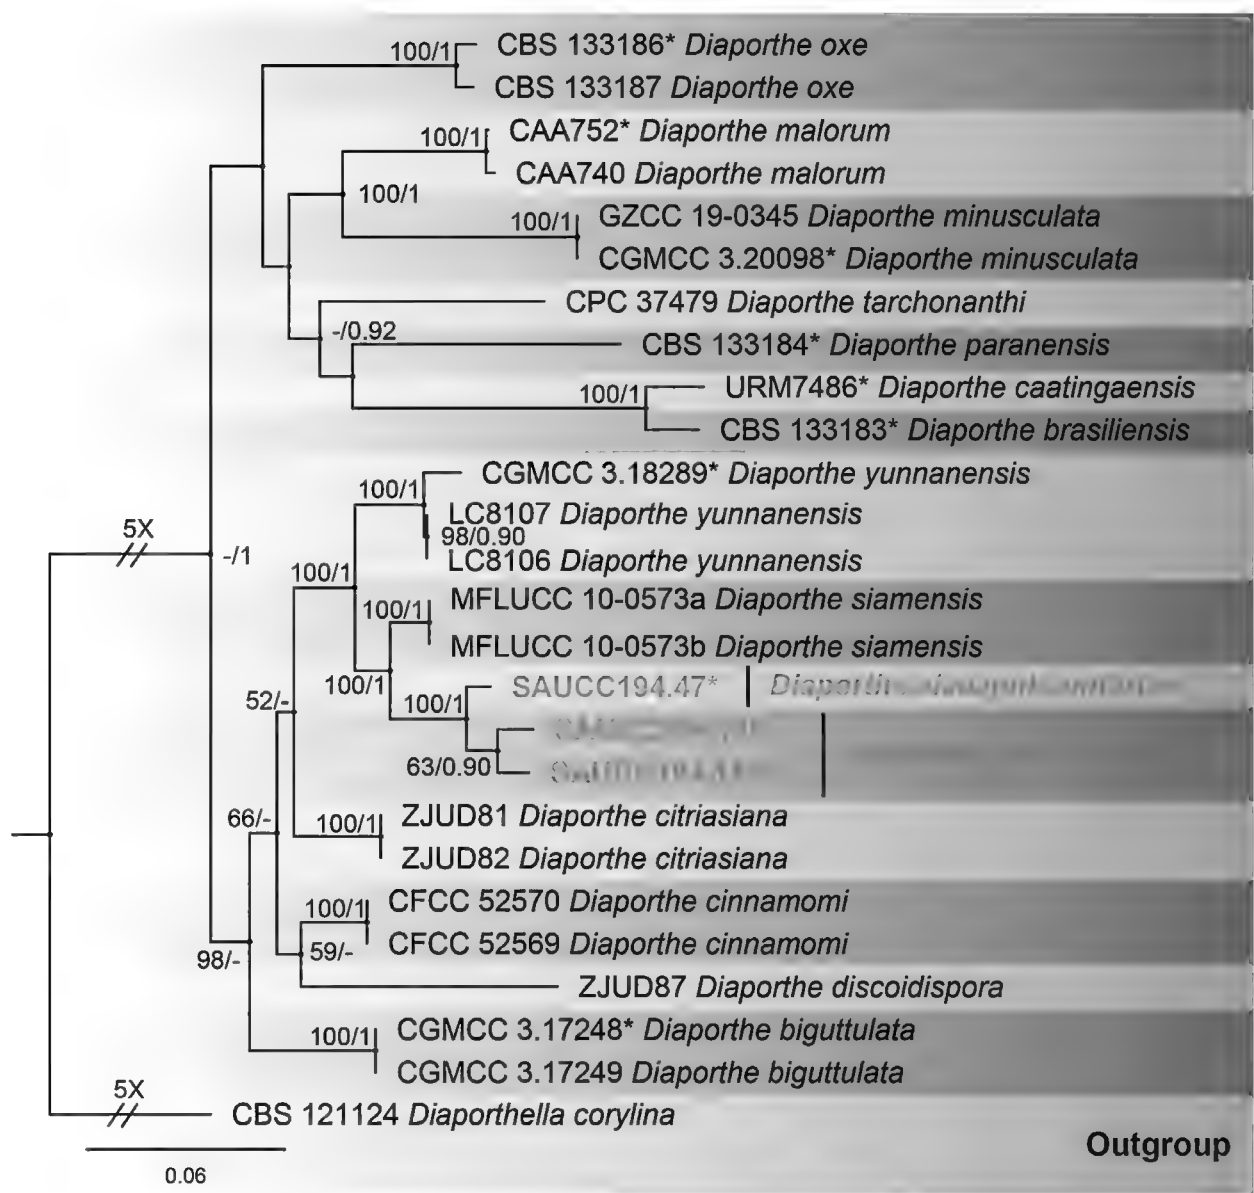 100/1
CBS 133186* Diaporthe oxe
CBS 133187 Diaporthe oxe
100/1
CAA752* Diaporthe malorum
CAA740 Diaporthe malorum
100/1
100/1
GZCC 19-0345 Diaporthe minusculata
CGMCC 3.20098* Diaporthe minusculata
CPC 37479 Diaporthe tarchonanthi
-/0.92
CBS 133184* Diaporthe paranensis
100/1
URM7486* Diaporthe caatingaensis
CBS 133183* Diaporthe brasiliensis
CGMCC 3.18289* Diaporthe yunnanensis
100/1
LC8107 Diaporthe yunnanensis
98/0.90
5X
-/1
LC8106 Diaporthe yunnanensis
100/1
MFLUCC 10-0573a Diaporthe siamensis
100/1
MFLUCC 10-0573b Diaporthe siamensis
100/1
SAUCC194.47*
52/-
100/1
63/0.90
66/-
100/1
ZJUD81 Diaporthe citriasiana
ZJUD82 Diaporthe citriasiana
100/1
CFCC 52570 Diaporthe cinnamomi
CFCC 52569 Diaporthe cinnamomi
59/-
98/-
ZJUD87 Diaporthe discoidispora
100/1
CGMCC 3.17248* Diaporthe biguttulata
CGMCC 3.17249 Diaporthe biguttulata
5X
CBS 121124 Diaporthella corylina
Outgroup
0.06